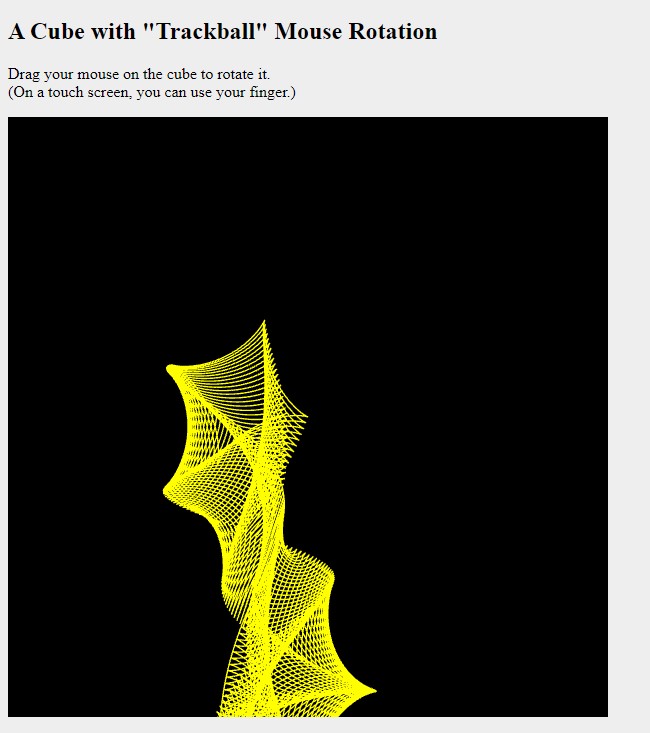 A Cube with "Trackball" Mouse Rotation
Drag your mouse on the cube to rotate it.
(On a touch screen, you can use your finger.)